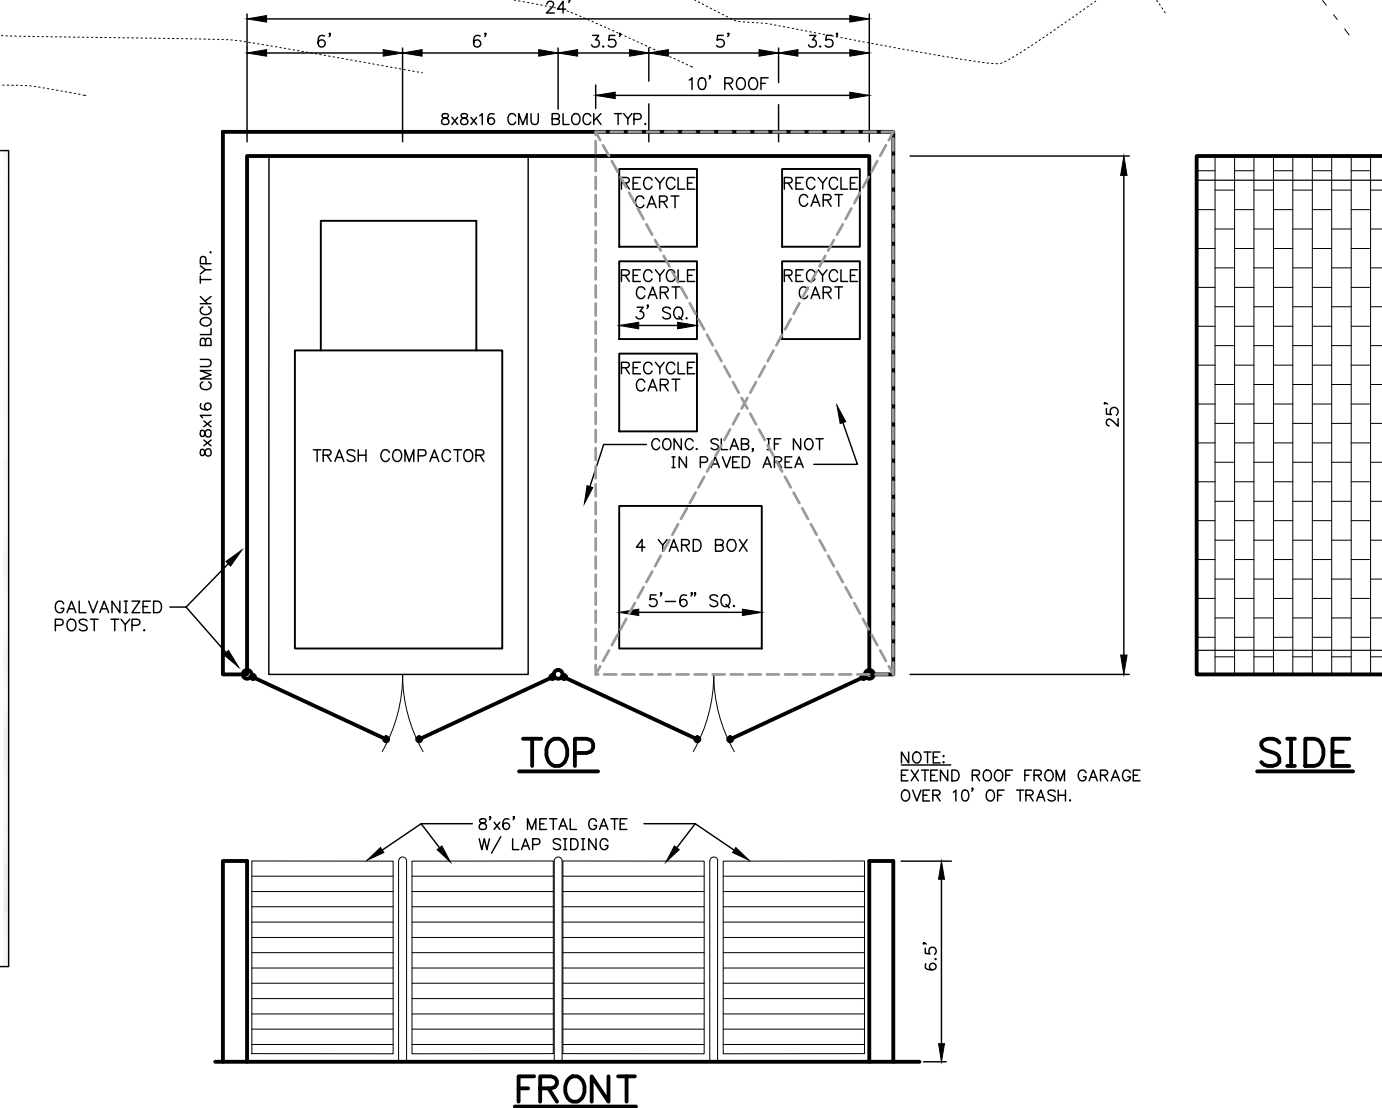 24'
6'
6'
3.5'
5'
3.5'
10' ROOF
8x8x16 CMU BLOCK TYP.
RECYCLE
CART
RECYCLE
CART
RECYCLE
CART
3' SQ.
RECYCLE
CART
RECYCLE
CART
8x8x16 CMU BLOCK TYP.
TRASH COMPACTOR
CONC. SLAB, IF NOT
IN PAVED AREA
25'
4 YARD BOX
5'-6" SQ.
GALVANIZED
POST TYP.
TOP
SIDE
NOTE:
EXTEND ROOF FROM GARAGE
OVER 10' OF TRASH.
8'x6' METAL GATE
W/ LAP SIDING
6.5'
FRONT